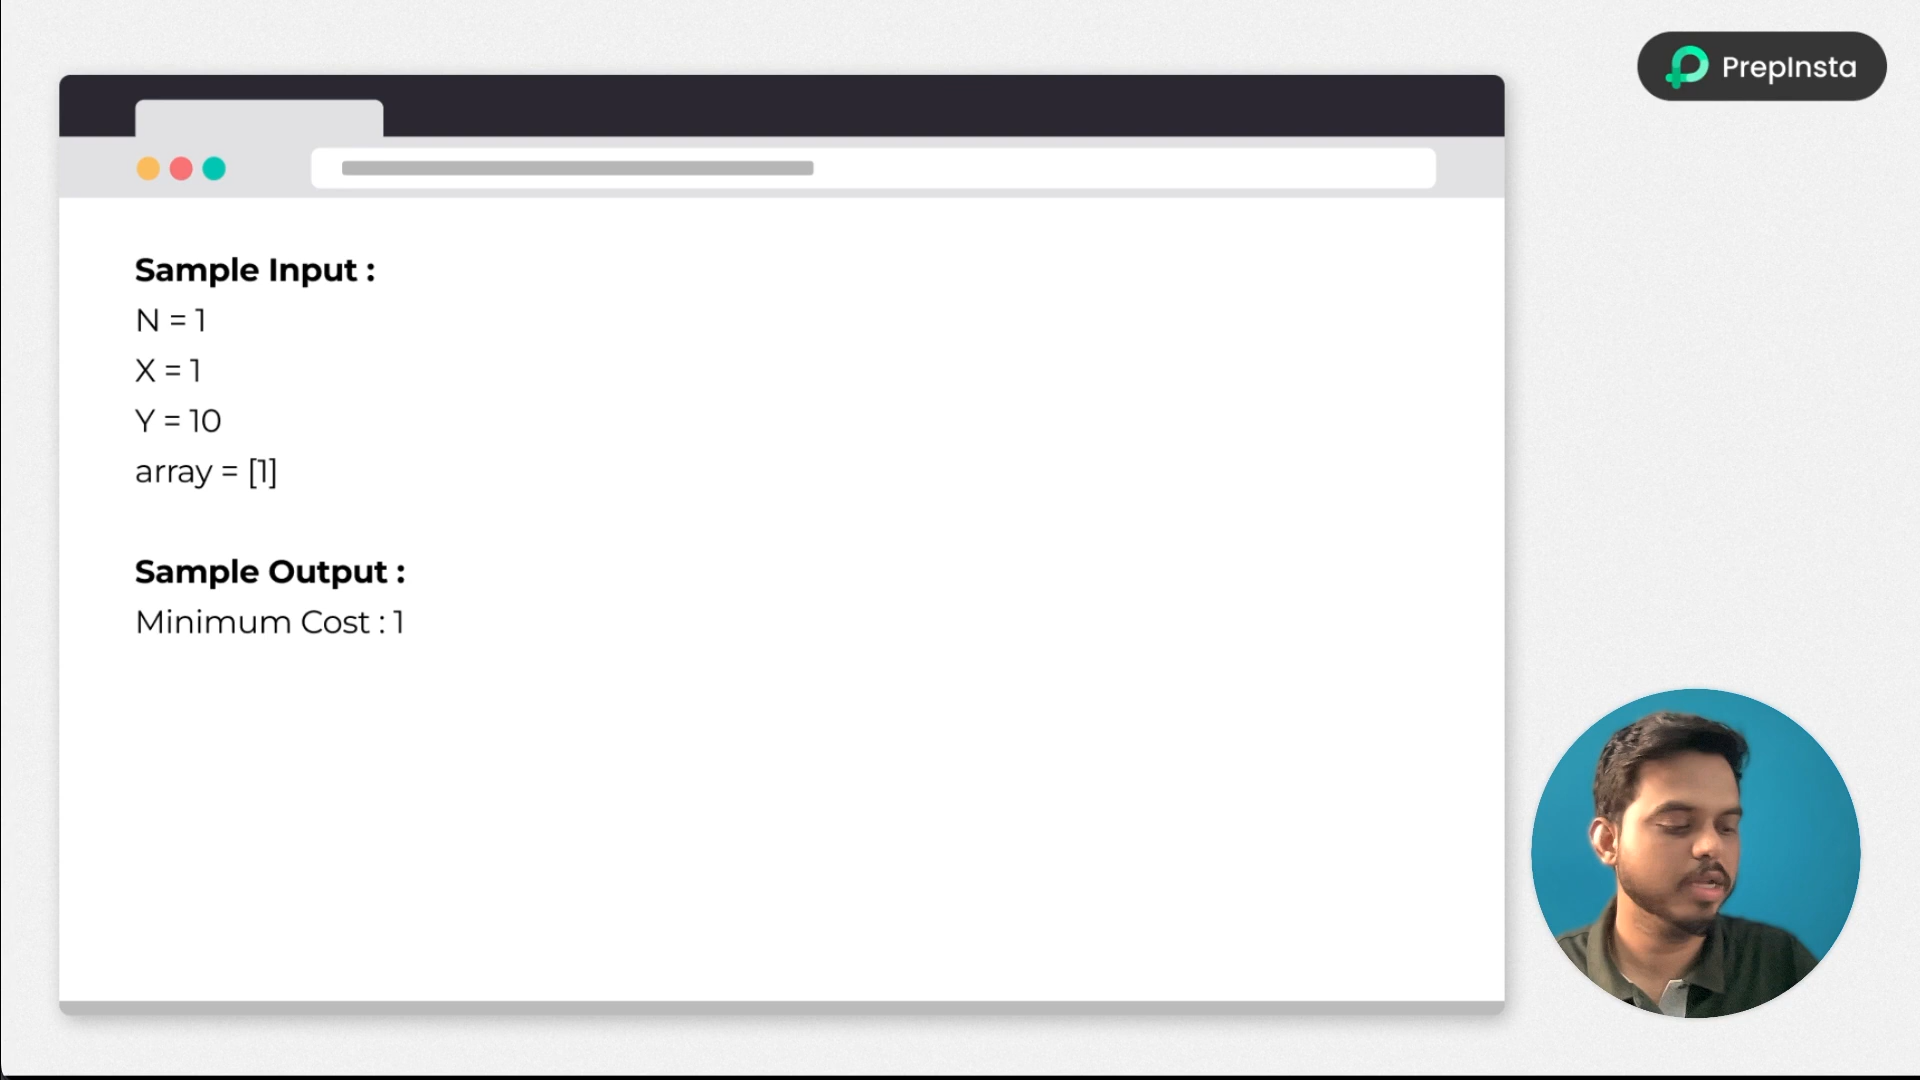 PrepInsta
Sample Input :
N = 1
X = 1
Y = 10
array = [1]
Sample Output :
Minimum Cost : 1